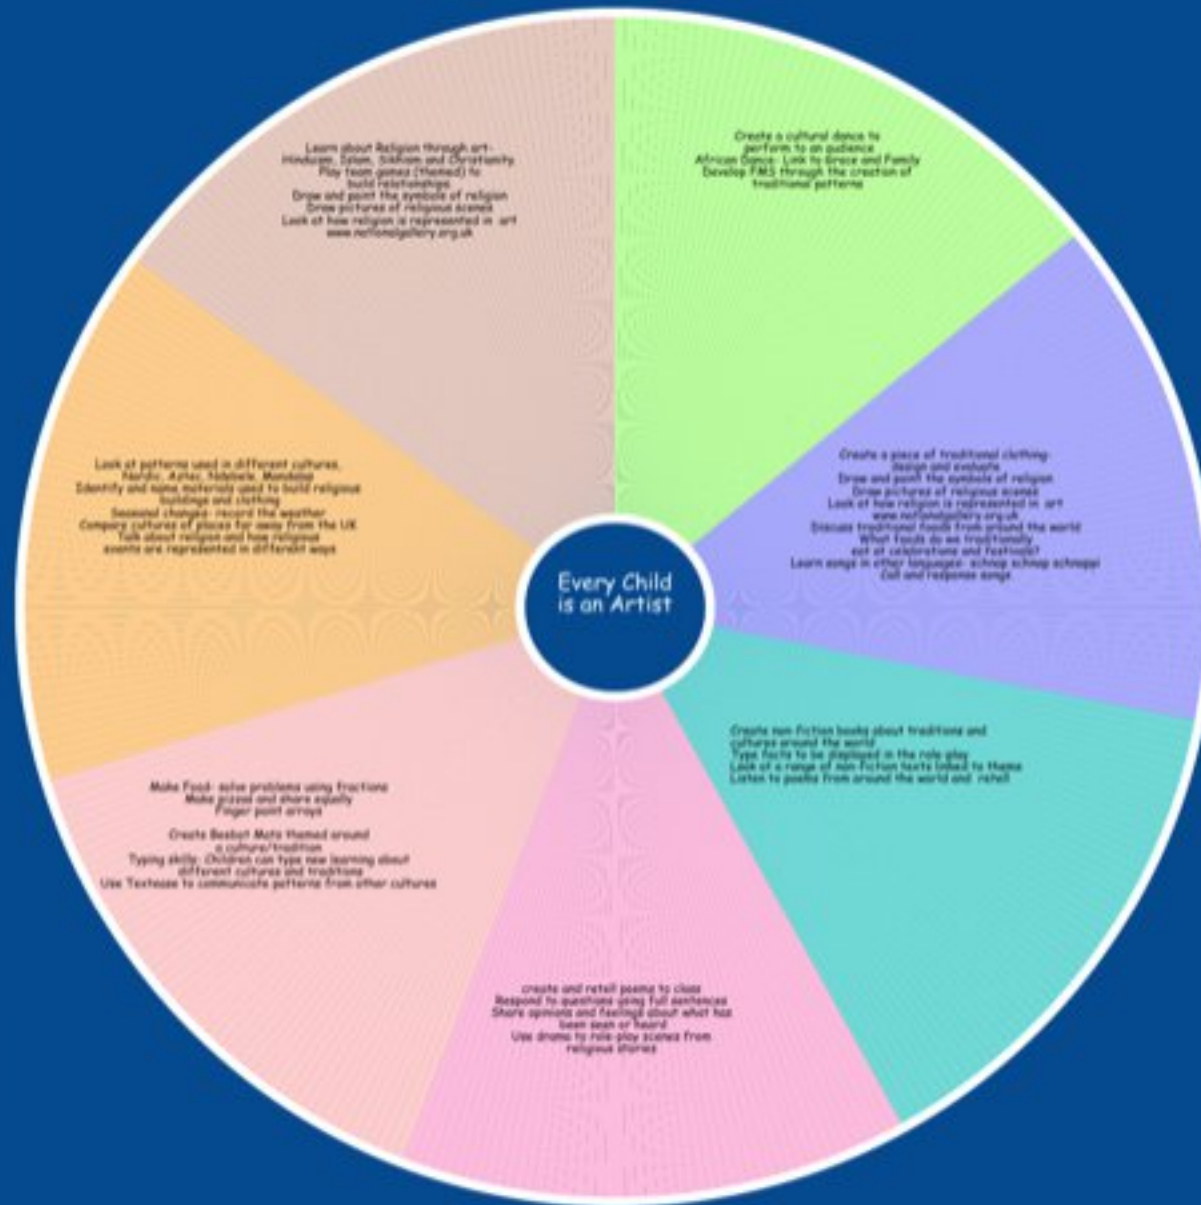 Create a cultural dance to
perform to an audience
African Dance- Link to Grace and Family
Develop FMS through the creation of
traditional patterns
Create a piece of traditional clothing-
design and evaluate
Draw and paint the symbols of religion
Draw pictures of religious scenes
Look at how religion is represented in art
www.nationalgallery.org.uk
Discuss traditional foods from around the world
What foods do we traditionally
eat at celebrations and festivals?
Learn songs in other languages- schnap schnap schnappi
Call and response songs
Create non-fiction books about traditions and
cultures around the world
Type facts to be displayed in the role-play
Look at a range of non-fiction texts linked to theme
Listen to poems from around the world and retell
create and retell poems to class
Respond to questions using full sentences
Share opinions and feelings about what has
been seen or heard
Use drama to role-play scenes from
religious stories
Make Food- solve problems using fractions
Make pizzas and share equally
Finger paint arrays
Create Beebot Mats themed around
a culture/tradition
Typing skills: Children can type new learning about
different cultures and traditions
Use Textease to communicate patterns from other cultures
Look at patterns used in different cultures.
Nordic, Aztec, Ndebele, Mandalas
Identify and name materials used to build religious
buildings and clothing
Seasonal changes- record the weather
Compare cultures of places far away from the UK
Talk about religion and how religious
events are represented in different ways
Learn about Religion through art-
Hinduism, Islam, Sikhism and Christianity
Play team games (themed) to
build relationships
Draw and paint the symbols of religion
Draw pictures of religious scenes
Look at how religion is represented in art
www.nationalgallery.org.uk
Every Child
is an Artist